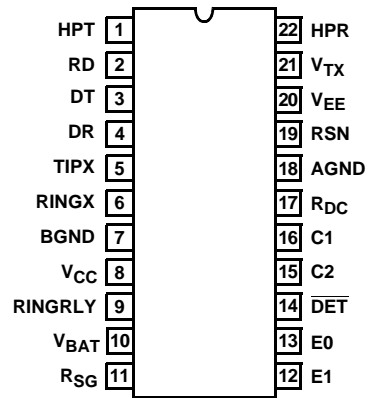 HPT 1 22 HPR
RD 2 21 VTX
DT 3 20 VEE
DR 4 19 RSN
TIPX 5 18 AGND
RINGX 6 17 RDC
BGND 7 16 C1
VCC 8 15 C2
RINGRLY 9 14 DET
VBAT 10 13 E0
RSG 11 12 E1